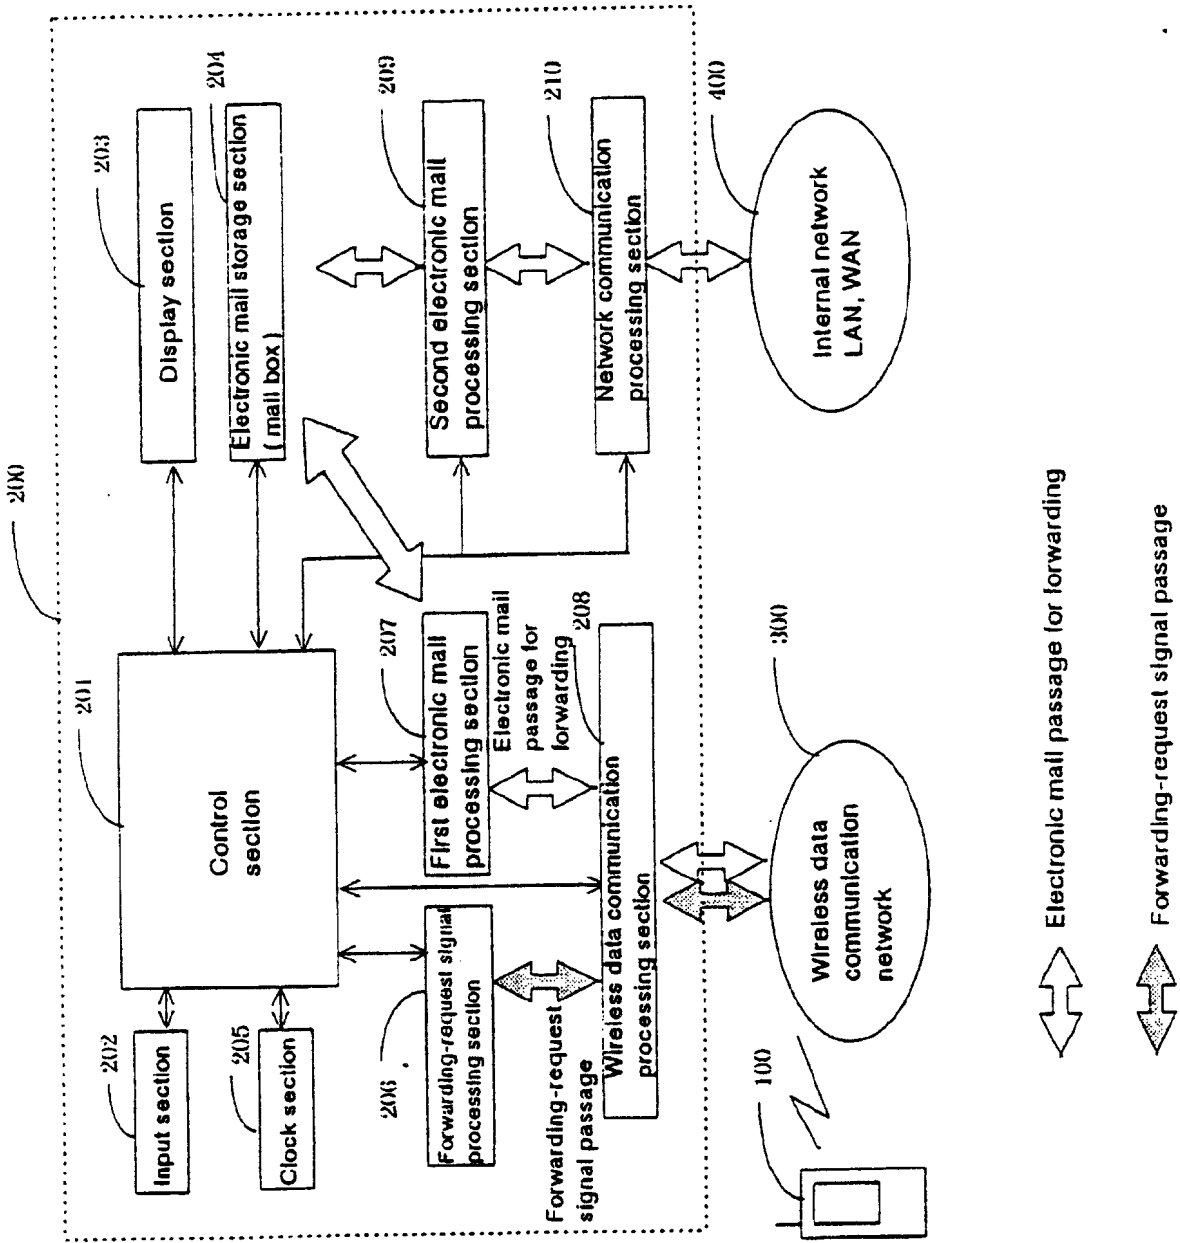 200
201
Control
section
202
Input section
205
Clock section
203
Display section
204
Electronic mail storage section
( mail box )
206
Forwarding-request signal
processing section
207
First electronic mail
processing section
Electronic mail
passage for
forwarding
209
Second electronic mail
processing section
Forwarding-request
signal passage
208
Wireless data communication
processing section
210
Network communication
processing section
100
300
Wireless data
communication
network
400
Internal network
LAN, WAN
Electronic mail passage for forwarding
Forwarding-request signal passage